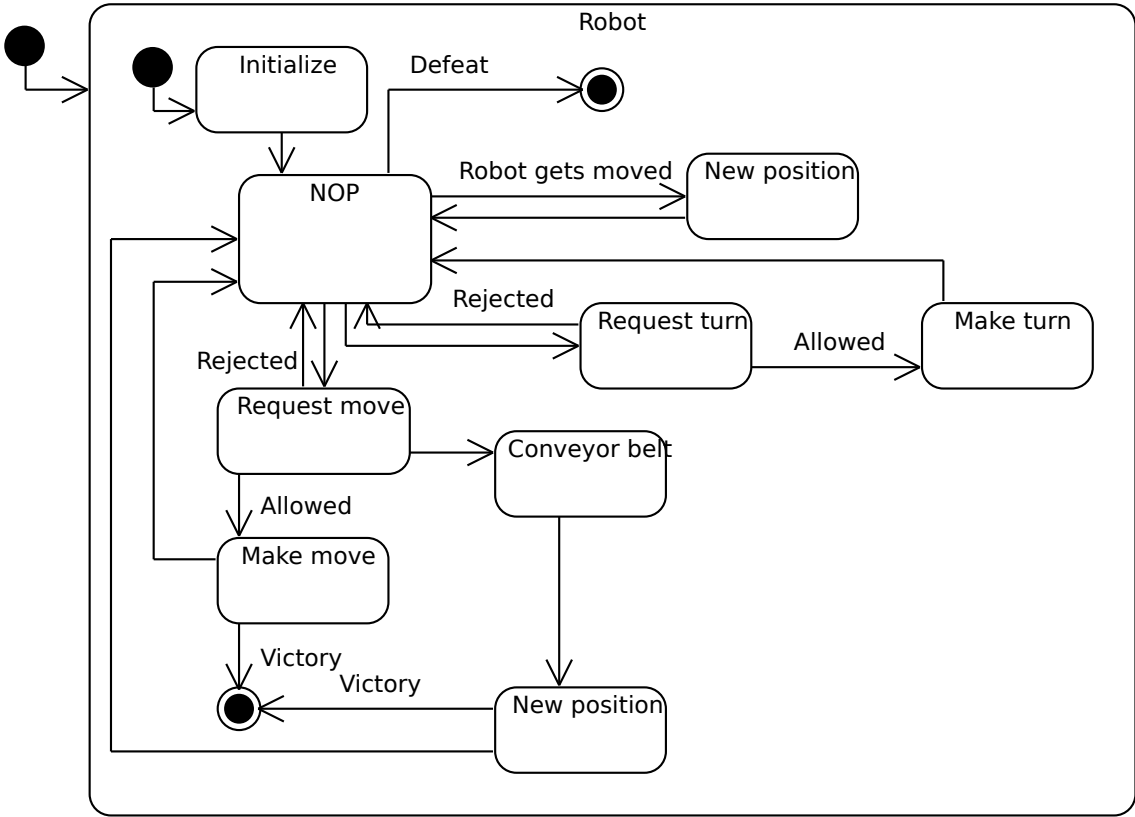 Robot
Initialize
Defeat
NOP
Robot gets moved
New position
Rejected
Request turn
Allowed
Make turn
Rejected
Request move
Conveyor belt
Allowed
Make move
Victory
Victory
New position